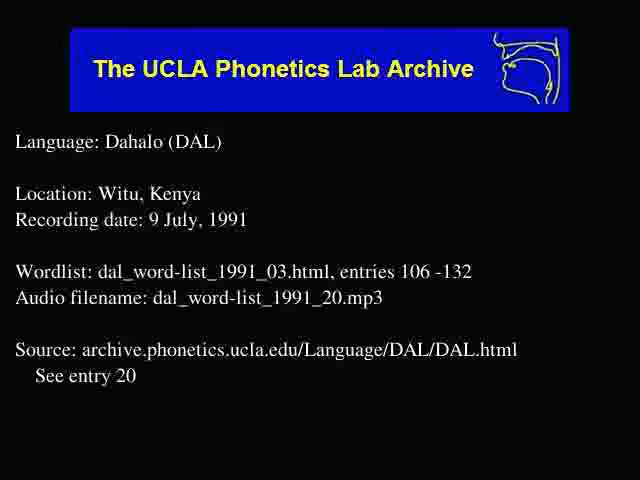 The UCLA Phonetics Lab Archive
Language: Dahalo (DAL)
Location: Witu, Kenya
Recording date: 9 July, 1991
Wordlist: dal_word-list_1991_03.html, entries 106 -132
Audio filename: dal_word-list_1991_20.mp3
Source: archive.phonetics.ucla.edu/Language/DAL/DAL.html
See entry 20